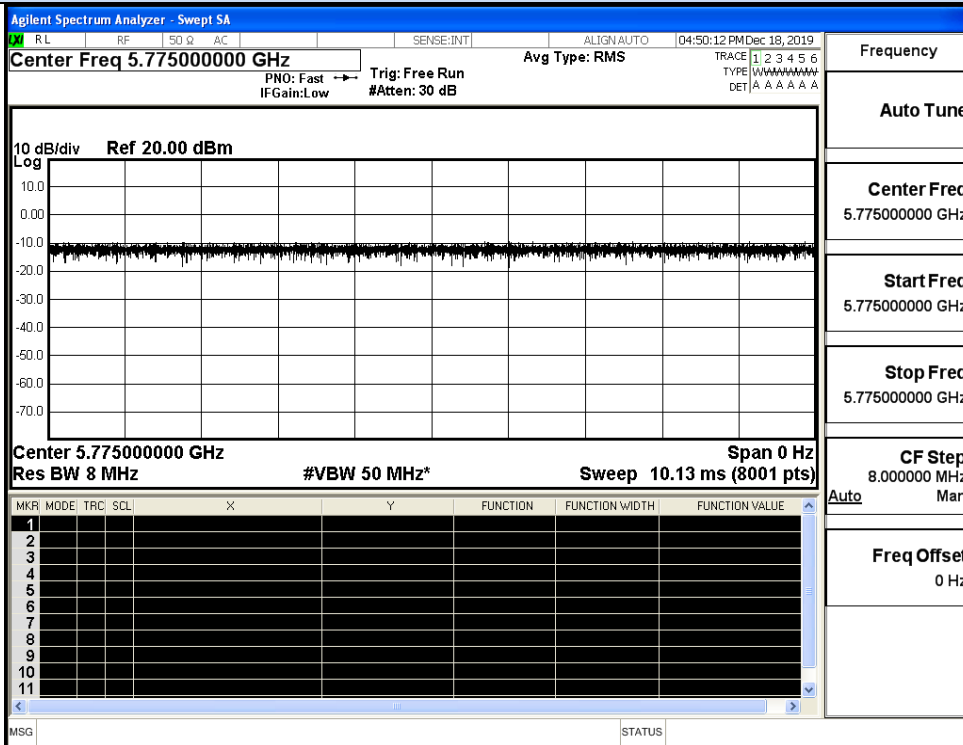 Agilent Spectrum Analyzer - Swept SA
LXI RL RF 50 Ω AC SENSE:INT ALIGNAUTO 04:50:12 PMDec 18, 2019
Center Freq 5.775000000 GHz
PNO: Fast
IFGain:Low
Trig: Free Run
#Atten: 30 dB
Avg Type: RMS
TRACE 1 2 3 4 5 6
TYPE WWWWWW
DET A A A A A A
10 dB/div Ref 20.00 dBm
Log
10.0
0.00
-10.0
-20.0
-30.0
-40.0
-50.0
-60.0
-70.0
Center 5.775000000 GHz Span 0 Hz
Res BW 8 MHz #VBW 50 MHz* Sweep 10.13 ms (8001 pts)
MKR MODE TRC SCL X Y FUNCTION FUNCTION WIDTH FUNCTION VALUE
1
2
3
4
5
6
7
8
9
10
11
MSG STATUS
Frequency
Auto Tune
Center Freq
5.775000000 GHz
Start Freq
5.775000000 GHz
Stop Freq
5.775000000 GHz
CF Step
8.000000 MHz
Auto Man
Freq Offset
0 Hz